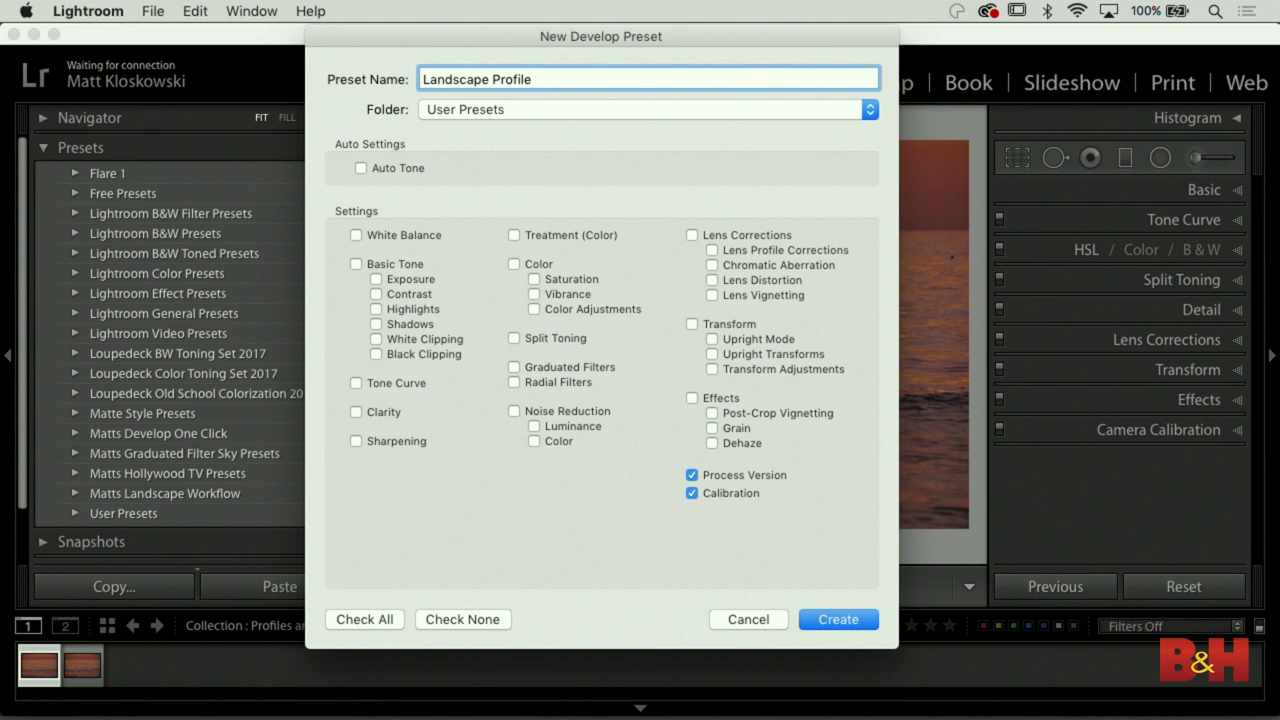 Lightroom File Edit Window Help 100%
New Develop Preset
Waiting for connection
Lr Matt Kloskowski
p | Book | Slideshow | Print | Web
Preset Name: Landscape Profile
Folder: User Presets
Navigator FIT FILL
Histogram
Presets
Flare 1
Free Presets
Lightroom B&W Filter Presets
Lightroom B&W Presets
Lightroom B&W Toned Presets
Lightroom Color Presets
Lightroom Effect Presets
Lightroom General Presets
Lightroom Video Presets
Loupedeck BW Toning Set 2017
Loupedeck Color Toning Set 2017
Loupedeck Old School Colorization 20
Matte Style Presets
Matts Develop One Click
Matts Graduated Filter Sky Presets
Matts Hollywood TV Presets
Matts Landscape Workflow
User Presets
Snapshots
Copy... Paste
Auto Settings
Auto Tone
Settings
White Balance
Basic Tone
Exposure
Contrast
Highlights
Shadows
White Clipping
Black Clipping
Tone Curve
Clarity
Sharpening
Treatment (Color)
Color
Saturation
Vibrance
Color Adjustments
Split Toning
Graduated Filters
Radial Filters
Noise Reduction
Luminance
Color
Lens Corrections
Lens Profile Corrections
Chromatic Aberration
Lens Distortion
Lens Vignetting
Transform
Upright Mode
Upright Transforms
Transform Adjustments
Effects
Post-Crop Vignetting
Grain
Dehaze
Process Version
Calibration
Check All Check None Cancel Create
Basic
Tone Curve
HSL / Color / B & W
Split Toning
Detail
Lens Corrections
Transform
Effects
Camera Calibration
Previous Reset
1 2 Collection : Profiles an
Filters Off
B&H